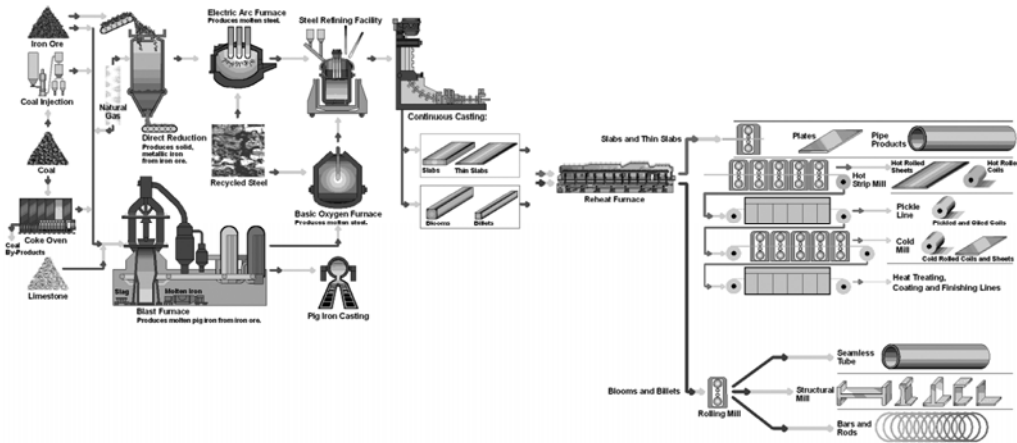 Iron Ore
Coal Injection
Coal
Coke Oven
Coal
By-Products
Limestone
Natural
Gas
Direct Reduction
Produces solid,
metallic iron
from iron ore.
Electric Arc Furnace
Produces molten steel.
Steel Refining Facility
Recycled Steel
Basic Oxygen Furnace
Produces molten steel.
Slag
Molten Iron
Blast Furnace
Produces molten pig iron from iron ore.
Pig Iron Casting
Continuous Casting:
Slabs
Thin Slabs
Blooms
Billets
Reheat Furnace
Slabs and Thin Slabs
Plates
Pipe
Products
Hot Rolled
Sheets
Hot Rolled
Coils
Hot
Strip Mill
Pickle
Line
Pickled and Oiled Coils
Cold
Mill
Cold Rolled Coils and Sheets
Heat Treating,
Coating and Finishing Lines
Blooms and Billets
Rolling Mill
Seamless
Tube
Structural
Mill
Bars and
Rods